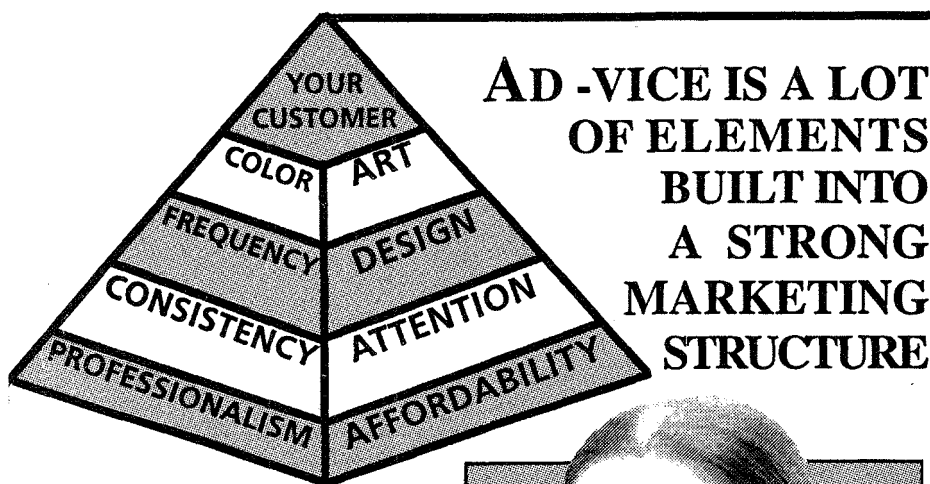 YOUR
CUSTOMER
COLOR
ART
FREQUENCY
DESIGN
CONSISTENCY
ATTENTION
PROFESSIONALISM
AFFORDABILITY
AD -VICE IS A LOT
OF ELEMENTS
BUILT INTO
A STRONG
MARKETING
STRUCTURE